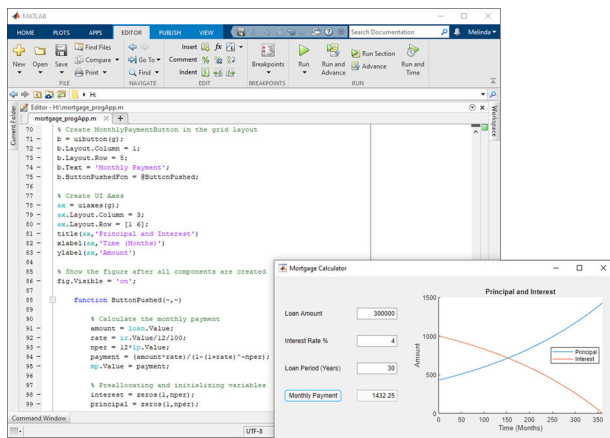 MATLAB
HOME PLOTS APPS EDITOR PUBLISH VIEW Search Documentation Melinda
New Open Save Find Files Compare Print Go To Find Insert fx Comment % Indent Breakpoints Run Run and Advance Run Section Advance Run and Time
FILE NAVIGATE EDIT BREAKPOINTS RUN
H:
Current Folder
Workspace
Editor - H:\mortgage_progApp.m
mortgage_progApp.m
70 % Create MonthlyPaymentButton in the grid layout
71 – b = uibutton(g);
72 – b.Layout.Column = 1;
73 – b.Layout.Row = 5;
74 – b.Text = 'Monthly Payment';
75 – b.ButtonPushedFcn = @ButtonPushed;
76
77 % Create UI Axes
78 – ax = uiaxes(g);
79 – ax.Layout.Column = 3;
80 – ax.Layout.Row = [1 6];
81 – title(ax,'Principal and Interest')
82 – xlabel(ax,'Time (Months)')
83 – ylabel(ax,'Amount')
84
85 % Show the figure after all components are created
86 – fig.Visible = 'on';
87
88 function ButtonPushed(~,~)
89
90 % Calculate the monthly payment
91 – amount = loan.Value;
92 – rate = ir.Value/12/100;
93 – nper = 12*lp.Value;
94 – payment = (amount*rate)/(1-(1+rate)^-nper);
95 – mp.Value = payment;
96
97 % Preallocating and initializing variables
98 – interest = zeros(1,nper);
99 – principal = zeros(1,nper);
Command Window
UTF-8
Mortgage Calculator
Loan Amount 300000
Interest Rate % 4
Loan Period (Years) 30
Monthly Payment 1432.25
Principal and Interest
1500
1000
500
0
Amount
Principal
Interest
0 50 100 150 200 250 300 350
Time (Months)